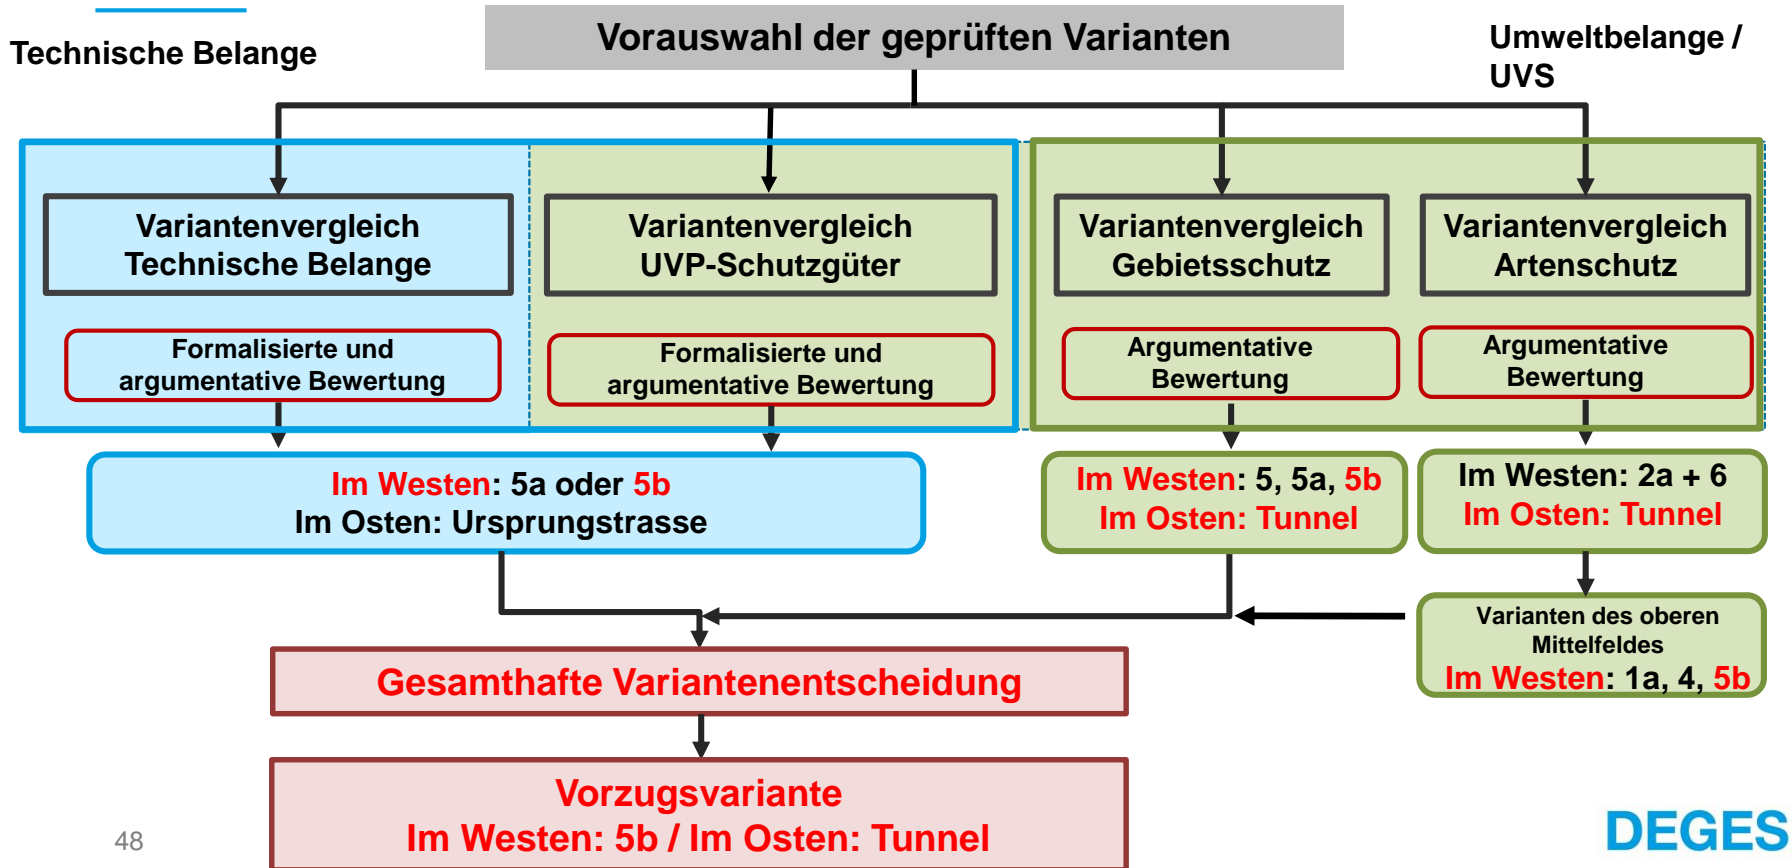 Technische Belange
Vorauswahl der geprüften Varianten
Umweltbelange /
UVS
Variantenvergleich
Technische Belange
Variantenvergleich
UVP-Schutzgüter
Variantenvergleich
Gebietsschutz
Variantenvergleich
Artenschutz
Formalisierte und
argumentative Bewertung
Formalisierte und
argumentative Bewertung
Argumentative
Bewertung
Argumentative
Bewertung
Im Westen: 5a oder 5b
Im Osten: Ursprungstrasse
Im Westen: 5, 5a, 5b
Im Osten: Tunnel
Im Westen: 2a + 6
Im Osten: Tunnel
Varianten des oberen
Mittelfeldes
Im Westen: 1a, 4, 5b
Gesamthafte Variantenentscheidung
Vorzugsvariante
Im Westen: 5b / Im Osten: Tunnel
48
DEGES